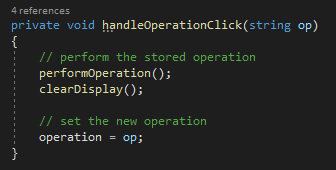 4 references
private void handleOperationClick(string op)
{
// perform the stored operation
performOperation();
clearDisplay();
// set the new operation
operation = op;
}